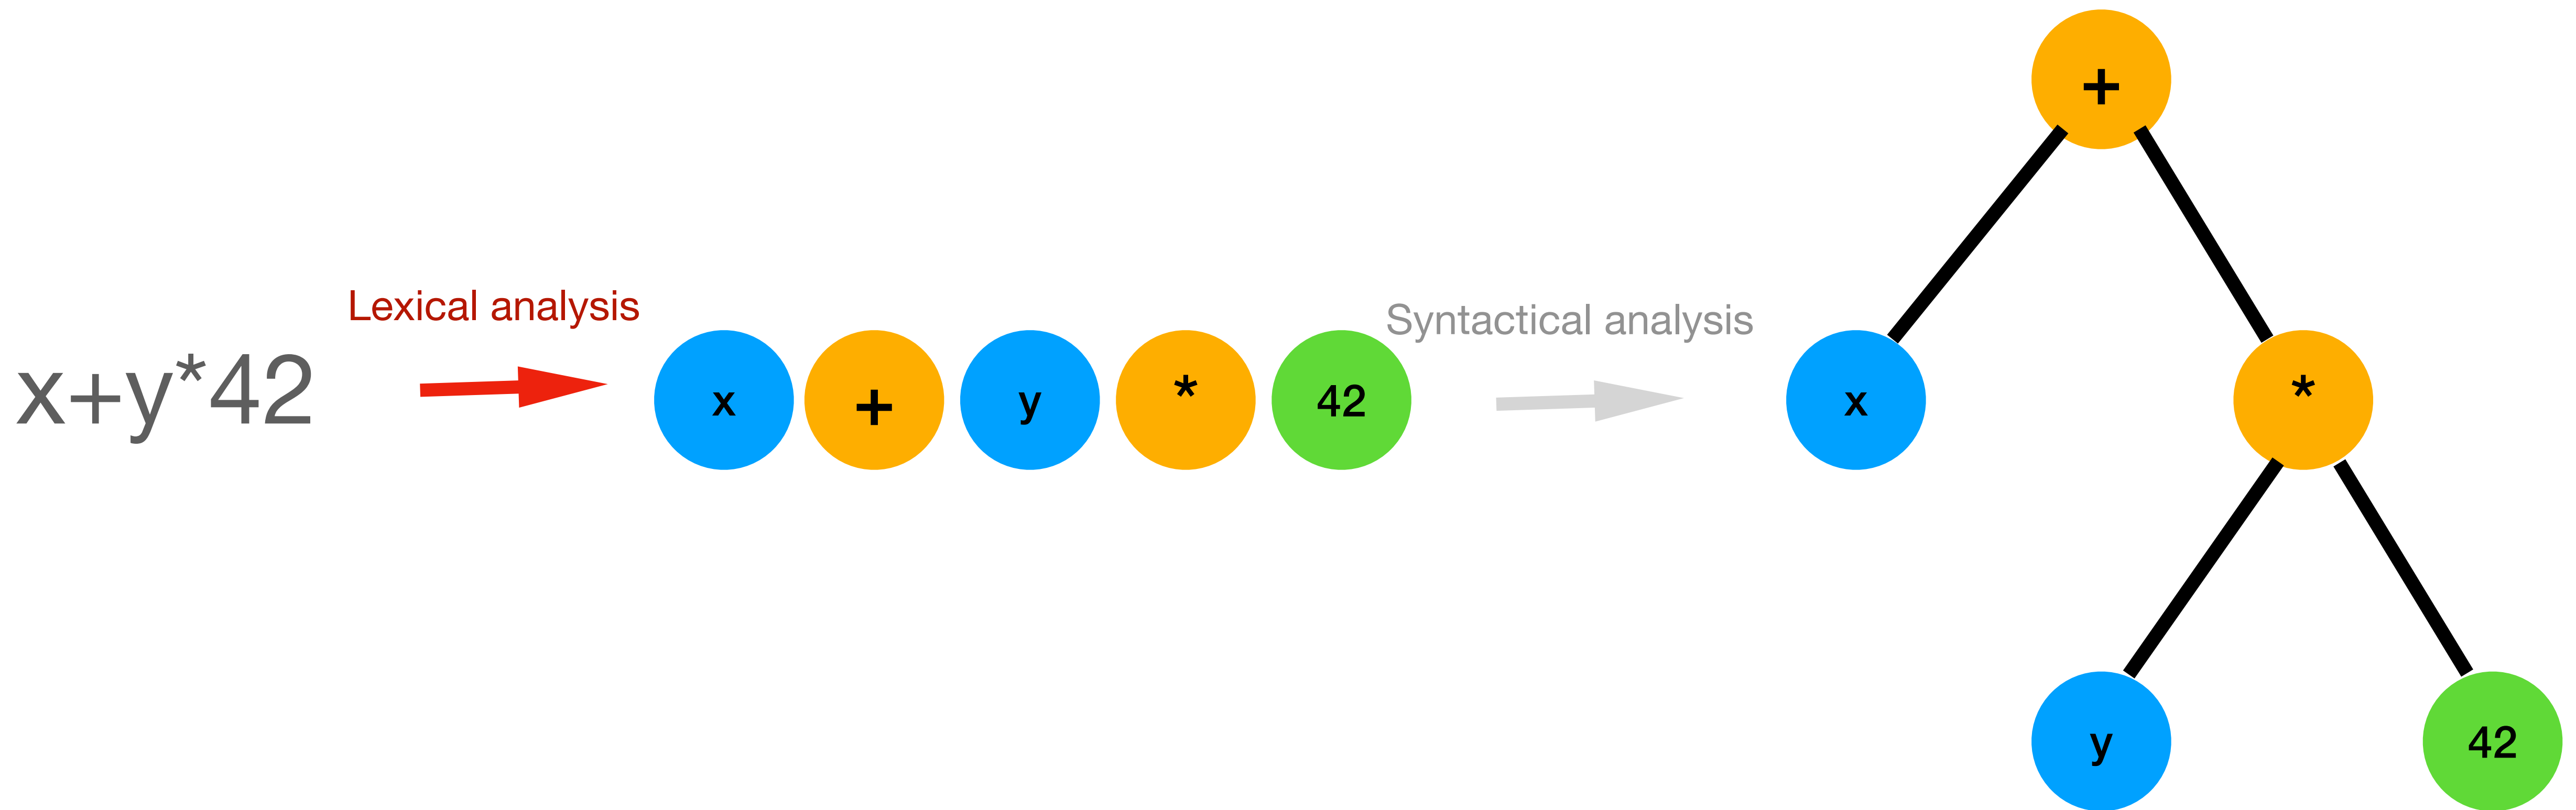 x+y*42
Lexical analysis
x
+
y
*
42
Syntactical analysis
+
x
*
y
42